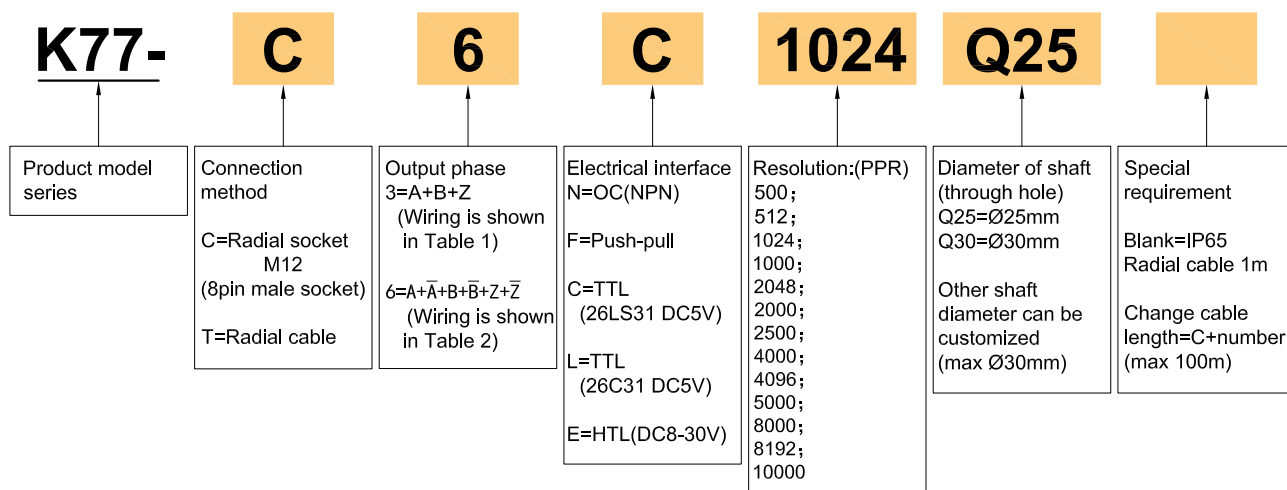 K77- C 6 C 1024 Q25
Product model
series
Connection
method
C=Radial socket
M12
(8pin male socket)
T=Radial cable
Output phase
3=A+B+Z
(Wiring is shown
in Table 1)
6=A+A̅+B+B̅+Z+Z̅
(Wiring is shown
in Table 2)
Electrical interface
N=OC(NPN)
F=Push-pull
C=TTL
(26LS31 DC5V)
L=TTL
(26C31 DC5V)
E=HTL(DC8-30V)
Resolution:(PPR)
500;
512;
1024;
1000;
2048;
2000;
2500;
4000;
4096;
5000;
8000;
8192;
10000
Diameter of shaft
(through hole)
Q25=Ø25mm
Q30=Ø30mm
Other shaft
diameter can be
customized
(max Ø30mm)
Special
requirement
Blank=IP65
Radial cable 1m
Change cable
length=C+number
(max 100m)